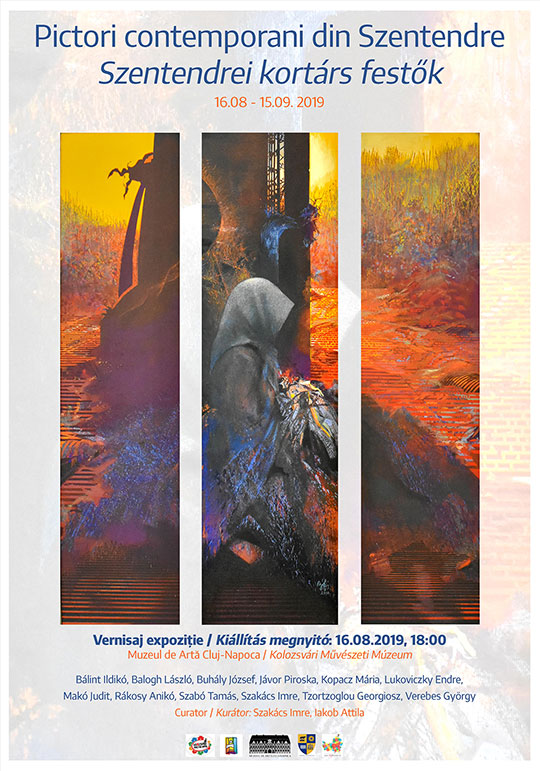 Pictori contemporani din Szentendre
Szentendrei kortárs festők
16.08 - 15.09. 2019
Vernisaj expoziție / Kiállítás megnyitó: 16.08.2019, 18:00
Muzeul de Artă Cluj-Napoca / Kolozsvári Művészeti Múzeum
Bálint Ildikó, Balogh László, Buhály József, Jávor Piroska, Kopacz Mária, Lukoviczky Endre,
Makó Judit, Rákosy Anikó, Szabó Tamás, Szakács Imre, Tzortzoglou Georgiosz, Verebes György
Curator / Kurátor: Szakács Imre, Iakob Attila